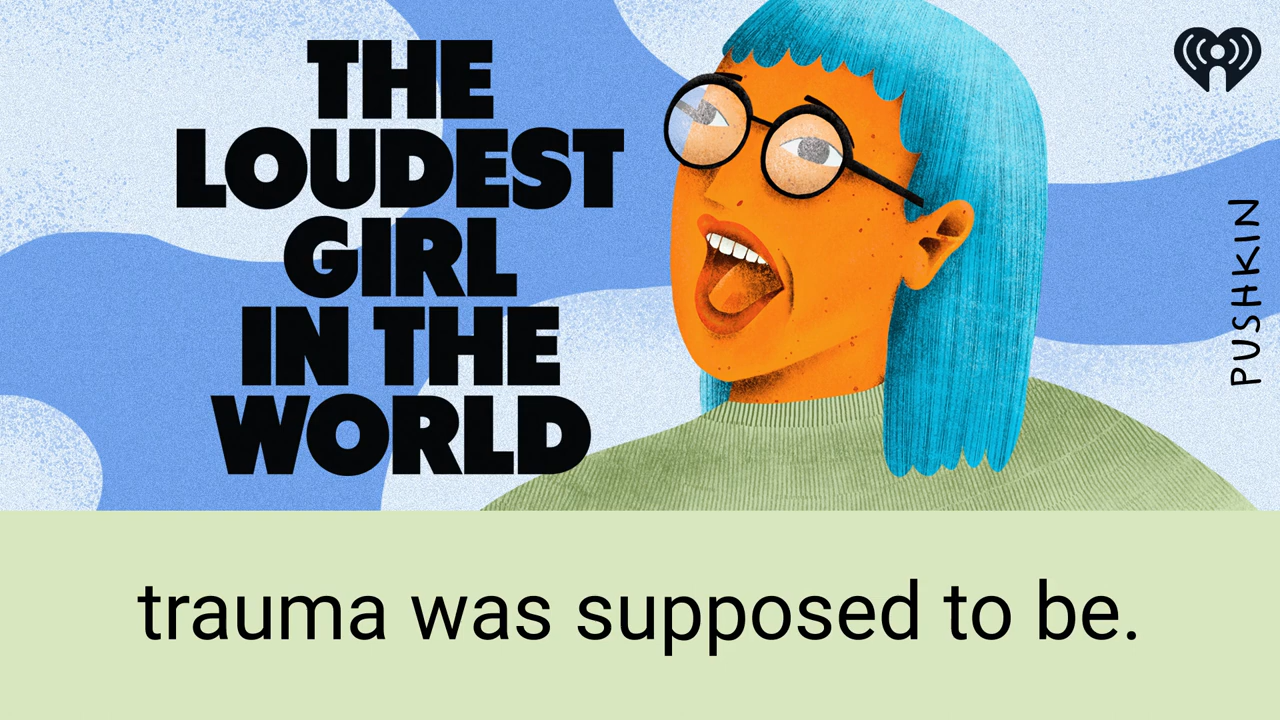 THE
LOUDEST
GIRL
IN THE
WORLD
PUSHKIN
trauma was supposed to be.